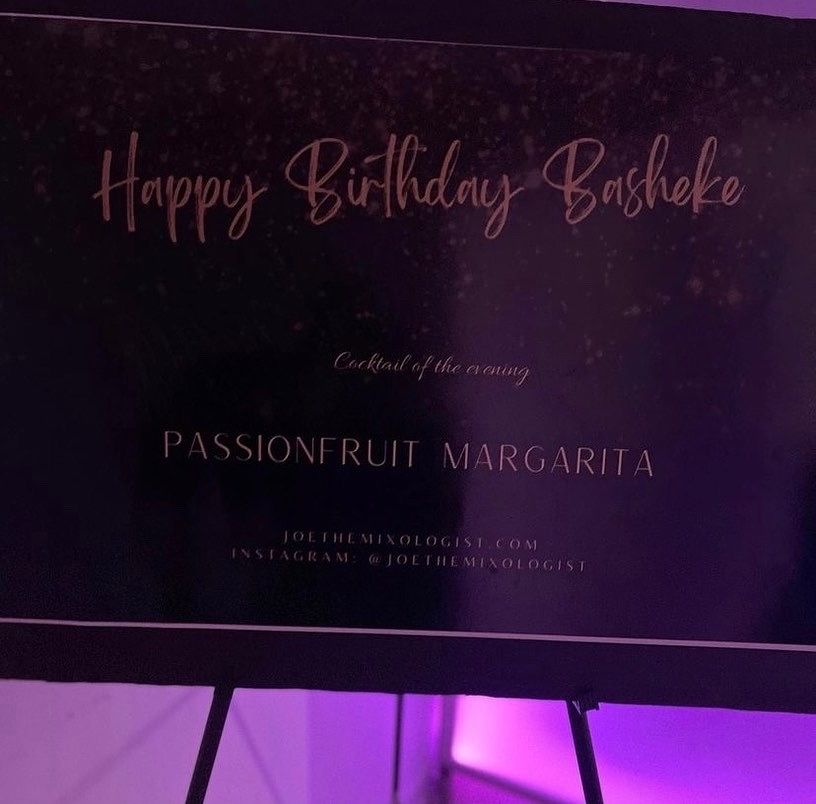 Happy Birthday Basheke
Cocktail of the evening
PASSIONFRUIT MARGARITA
JOETHEMIXOLOGIST.COM
INSTAGRAM: @JOETHEMIXOLOGIST